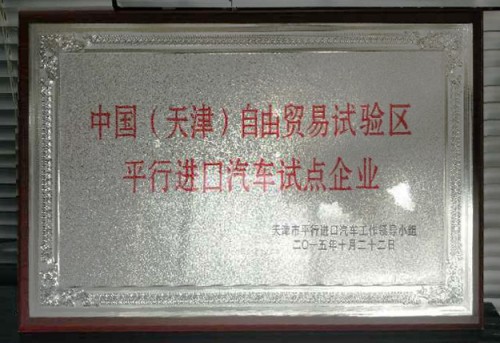 中国（天津）自由贸易试验区
平行进口汽车试点企业
天津市平行进口汽车工作领导小组
二〇一五年十月二十二日